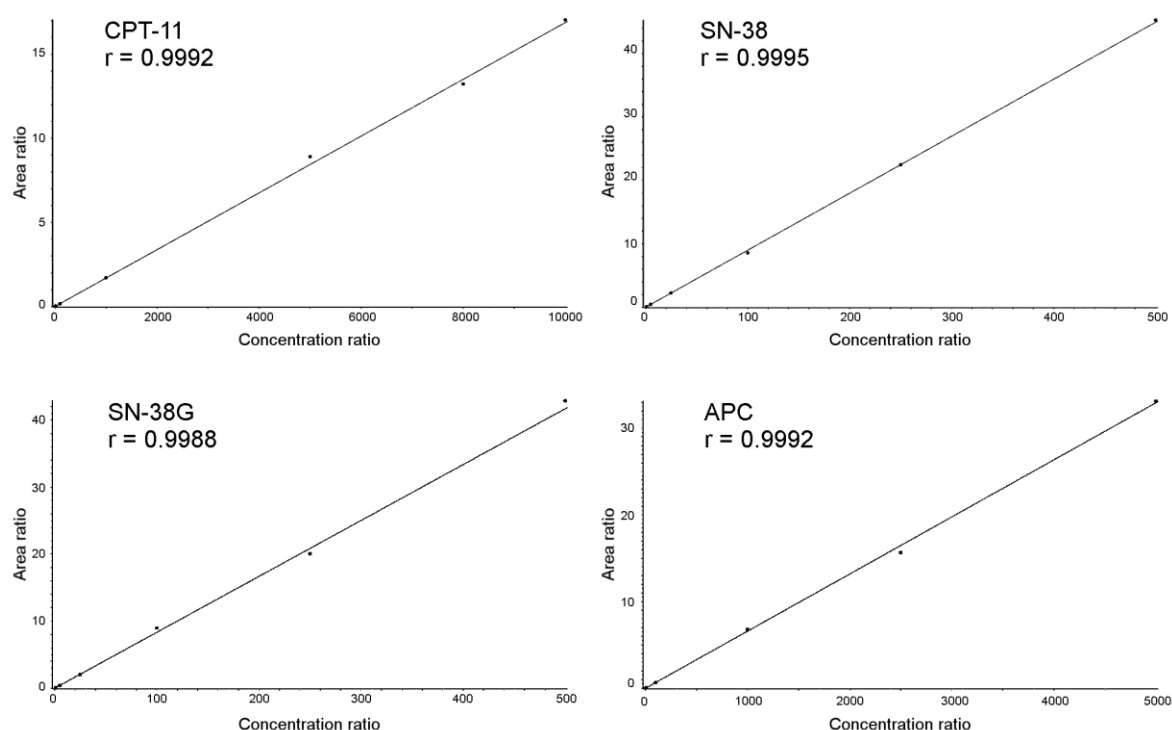 CPT-11
r = 0.9992
15
10
5
0
Area ratio
0 2000 4000 6000 8000 10000
Concentration ratio
SN-38
r = 0.9995
40
30
20
10
0
Area ratio
0 100 200 300 400 500
Concentration ratio
SN-38G
r = 0.9988
40
30
20
10
0
Area ratio
0 100 200 300 400 500
Concentration ratio
APC
r = 0.9992
30
20
10
0
Area ratio
0 1000 2000 3000 4000 5000
Concentration ratio